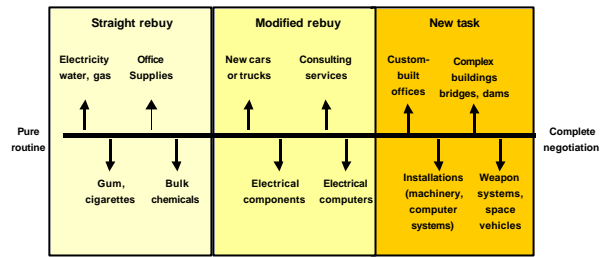 Straight rebuy
Modified rebuy
New task
Electricity
water, gas
Office
Supplies
New cars
or trucks
Consulting
services
Custom-
built
offices
Complex
buildings
bridges, dams
Pure
routine
Complete
negotiation
Gum,
cigarettes
Bulk
chemicals
Electrical
components
Electrical
computers
Installations
(machinery,
computer
systems)
Weapon
systems,
space
vehicles